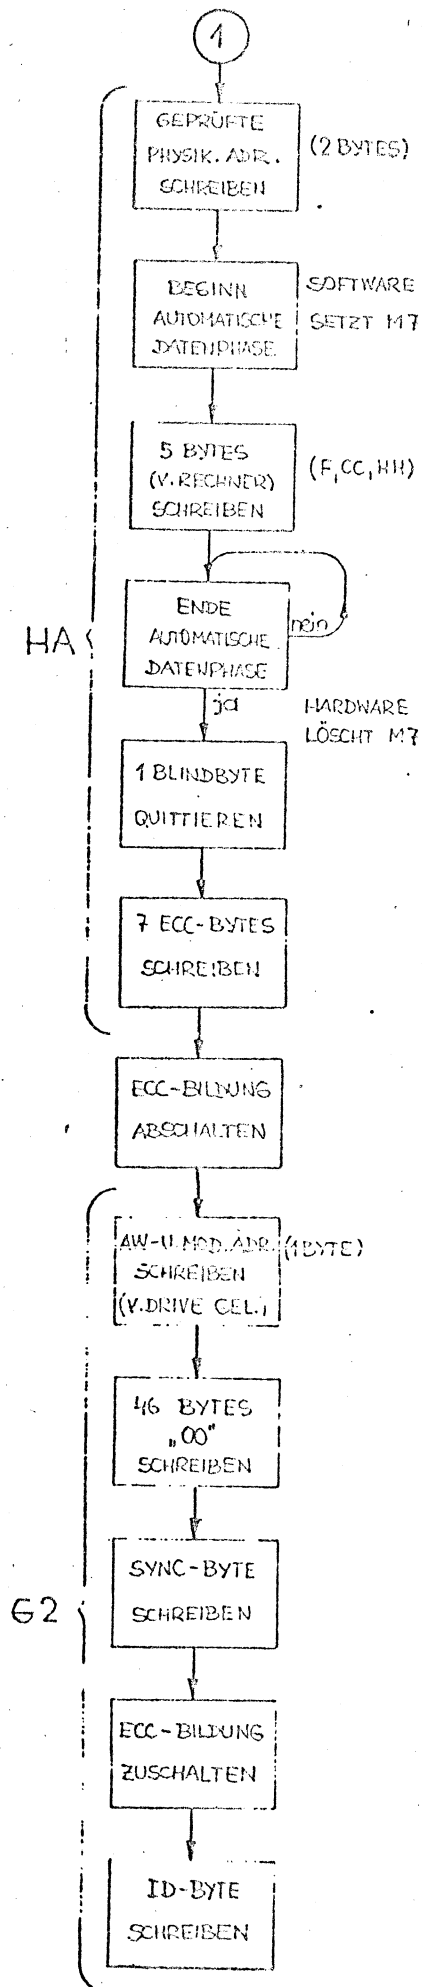 1
GEPRÜFTE
PHYSIK. ADR.
SCHREIBEN
(2 BYTES)
BEGINN
AUTOMATISCHE
DATENPHASE
SOFTWARE
SETZT M7
5 BYTES
(V. RECHNER)
SCHREIBEN
(F, CC, HH)
ENDE
AUTOMATISCHE
DATENPHASE
nein
HA
ja
HARDWARE
LÖSCHT M7
1 BLINDBYTE
QUITTIEREN
7 ECC-BYTES
SCHREIBEN
ECC-BILDUNG
ABSCHALTEN
AW-U. MOD. ADR. (1 BYTE)
SCHREIBEN
(V. DRIVE GEL.)
46 BYTES
„00"
SCHREIBEN
SYNC-BYTE
SCHREIBEN
G2
ECC-BILDUNG
ZUSCHALTEN
ID-BYTE
SCHREIBEN